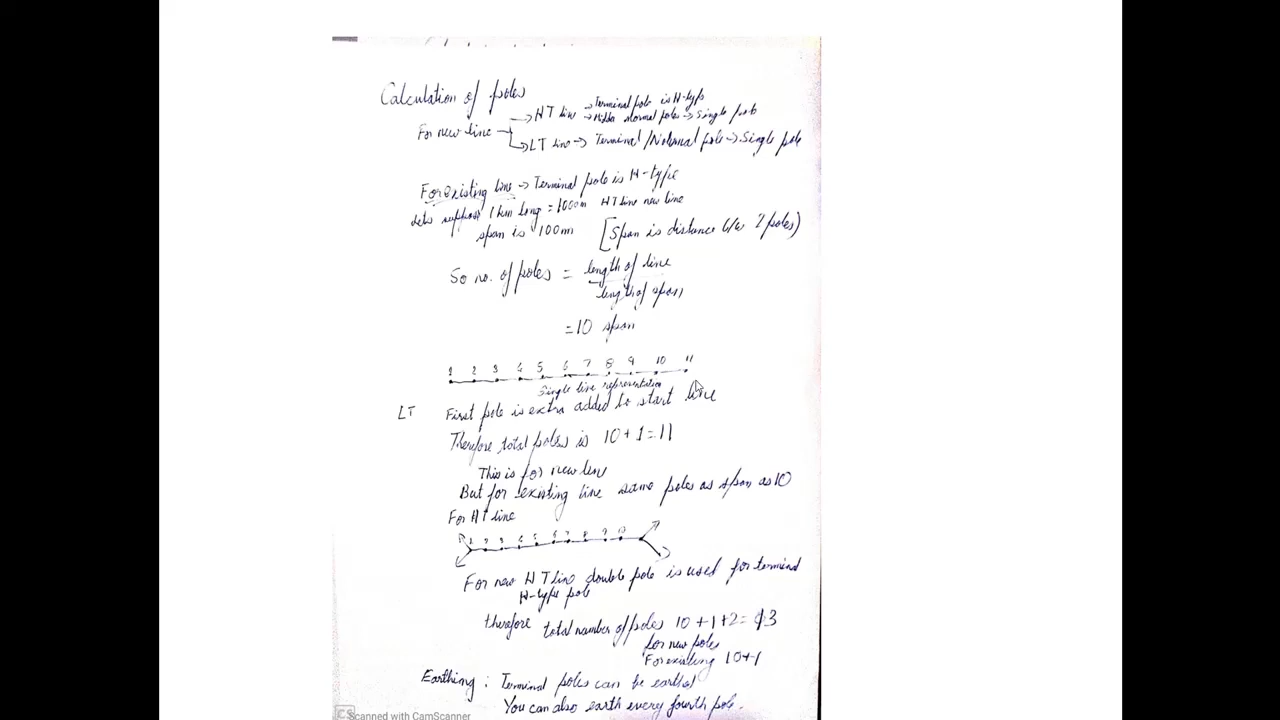 Calculation of poles
For new line → HT line → Terminal pole is H-type
→ Middle normal poles → Single pole
→ LT line → Terminal/Normal pole → Single pole
For existing line → Terminal pole is H-type
Lets suppose 1 km long = 1000m HT line new line
span is 100m [Span is distance b/w 2 poles)
So no. of poles = length of line
length of span
= 10 span
1 2 3 4 5 6 7 8 9 10 11
Single line representation
LT First pole is extra added to start line
Therefore total poles is 10+1=11
This is for new line
But for existing line same poles as span as 10
For HT line
1 2 3 4 5 6 7 8 9 10
For new HT line double pole is used for terminal
H-type pole
therefore total number of poles 10+1+2=13
for new poles
For existing 10+1
Earthing : Terminal poles can be earthed
You can also earth every fourth pole.
CS Scanned with CamScanner